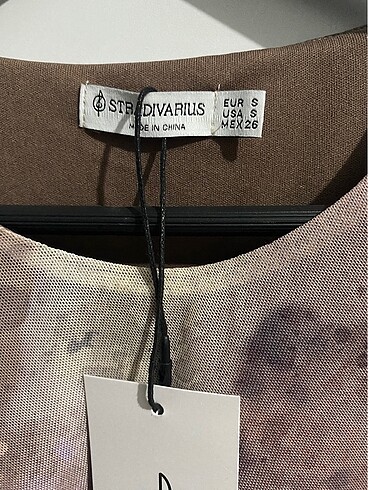 STRADIVARIUS
MADE IN CHINA
EUR S
USA S
MEX 26